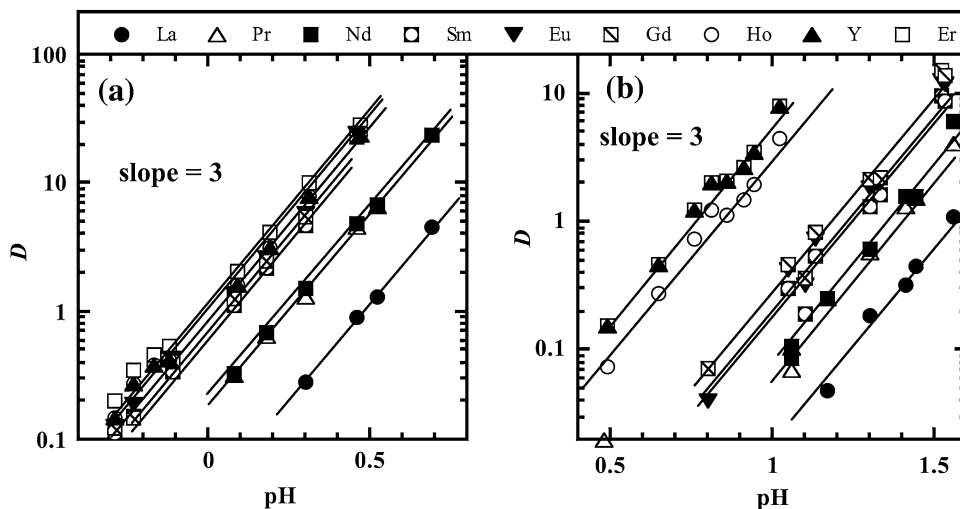 La Pr Nd Sm Eu Gd Ho Y Er
(a)
slope = 3
100
10
1
0.1
D
0 0.5
pH
(b)
slope = 3
10
1
0.1
D
0.5 1 1.5
pH